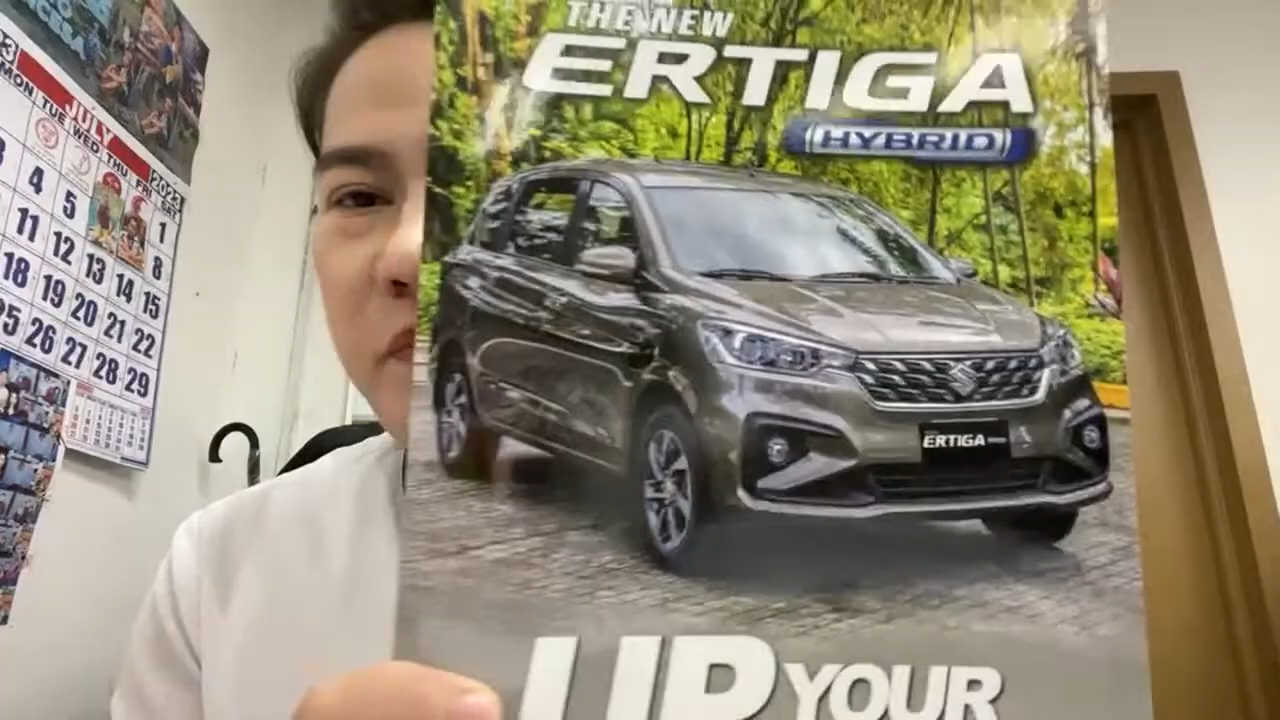 THE NEW
ERTIGA
HYBRID
ERTIGA
UP YOUR
JULY
2023
MON TUE WED THU FRI SAT
1
4 5 8
11 12 13 14 15
18 19 20 21 22
25 26 27 28 29